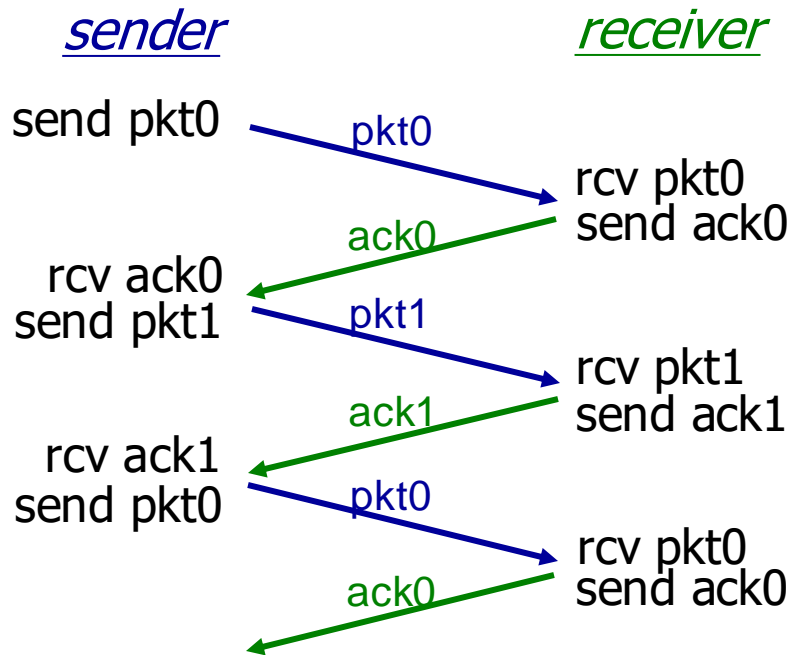 sender
receiver
send pkt0
pkt0
rcv pkt0
send ack0
ack0
rcv ack0
send pkt1
pkt1
rcv pkt1
send ack1
ack1
rcv ack1
send pkt0
pkt0
rcv pkt0
send ack0
ack0